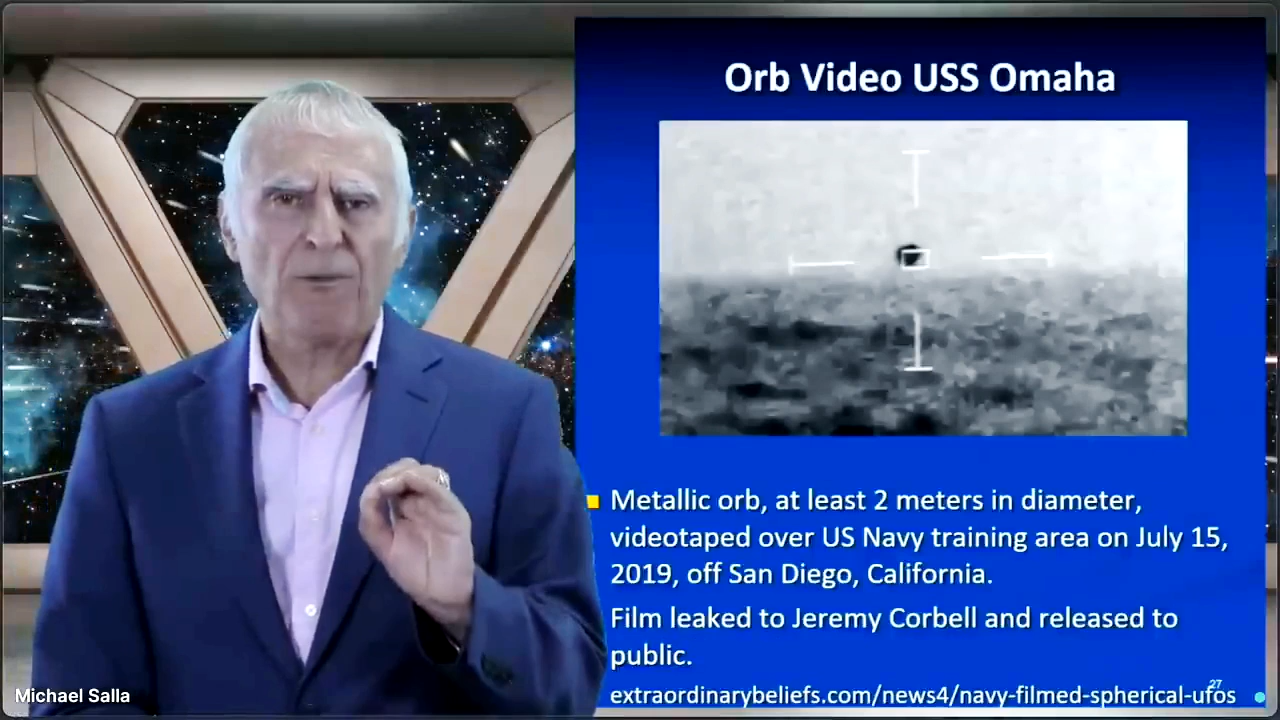 Orb Video USS Omaha
Metallic orb, at least 2 meters in diameter,
videotaped over US Navy training area on July 15,
2019, off San Diego, California.
Film leaked to Jeremy Corbell and released to
public.
extraordinarybeliefs.com/news4/navy-filmed-spherical-ufos
27
Michael Salla